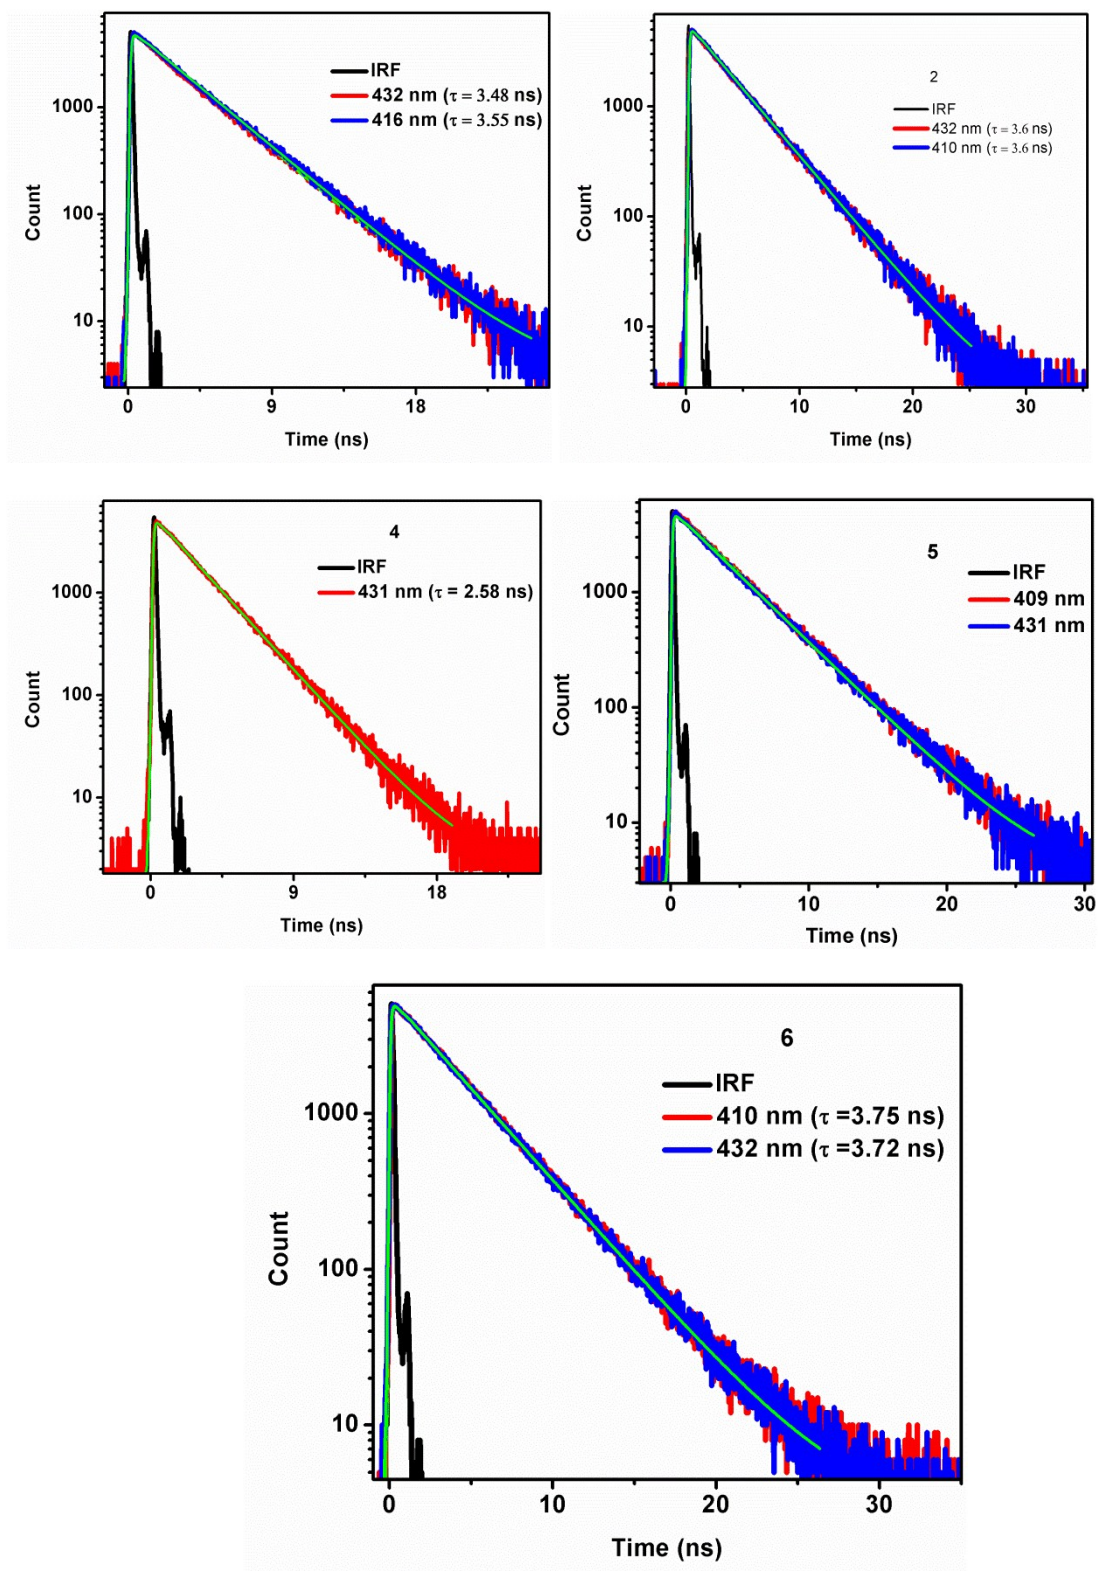 IRF
432 nm (τ = 3.48 ns)
416 nm (τ = 3.55 ns)
1000
100
10
Count
0 9 18
Time (ns)
2
IRF
432 nm (τ = 3.6 ns)
410 nm (τ = 3.6 ns)
1000
100
10
Count
0 10 20 30
Time (ns)
4
IRF
431 nm (τ = 2.58 ns)
1000
100
10
Count
0 9 18
Time (ns)
5
IRF
409 nm
431 nm
1000
100
10
Count
0 10 20 30
Time (ns)
6
IRF
410 nm (τ =3.75 ns)
432 nm (τ =3.72 ns)
1000
100
10
Count
0 10 20 30
Time (ns)